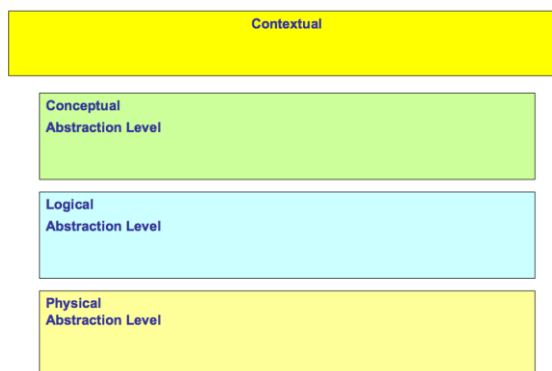 Contextual
Conceptual
Abstraction Level
Logical
Abstraction Level
Physical
Abstraction Level